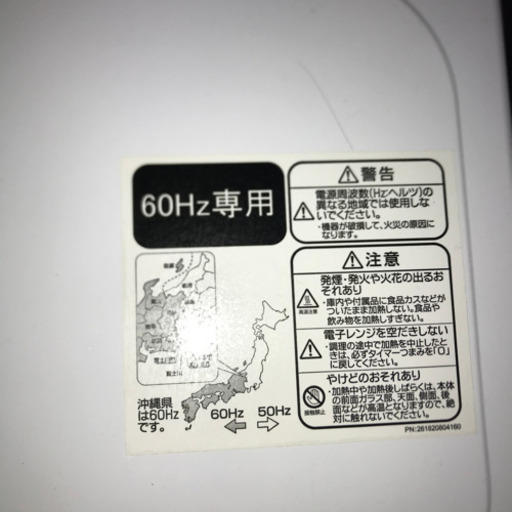 60Hz専用
警告
電源周波数(Hz:ヘルツ)の
異なる地域では使用しな
いでください。
・機器が破損して、火災の原因に
なります。
注意
発煙・発火や火花の出るお
それあり
高温注意
・庫内や付属品に食品カスなどが
ついたまま加熱しない。食品や
飲み物を加熱しすぎない。
電子レンジを空だきしない
・調理の途中で加熱を中止したと
きは、必ずタイマーつまみを「0」
に戻してください。
やけどのおそれあり
接触禁止
・加熱中や加熱後しばらくは、本体
の前面ガラス部、天面、側面、後
面などが高温となりますので、絶
対に触れないでください。
沖縄県
は60Hz
です。
60Hz
50Hz
PN:261820804160